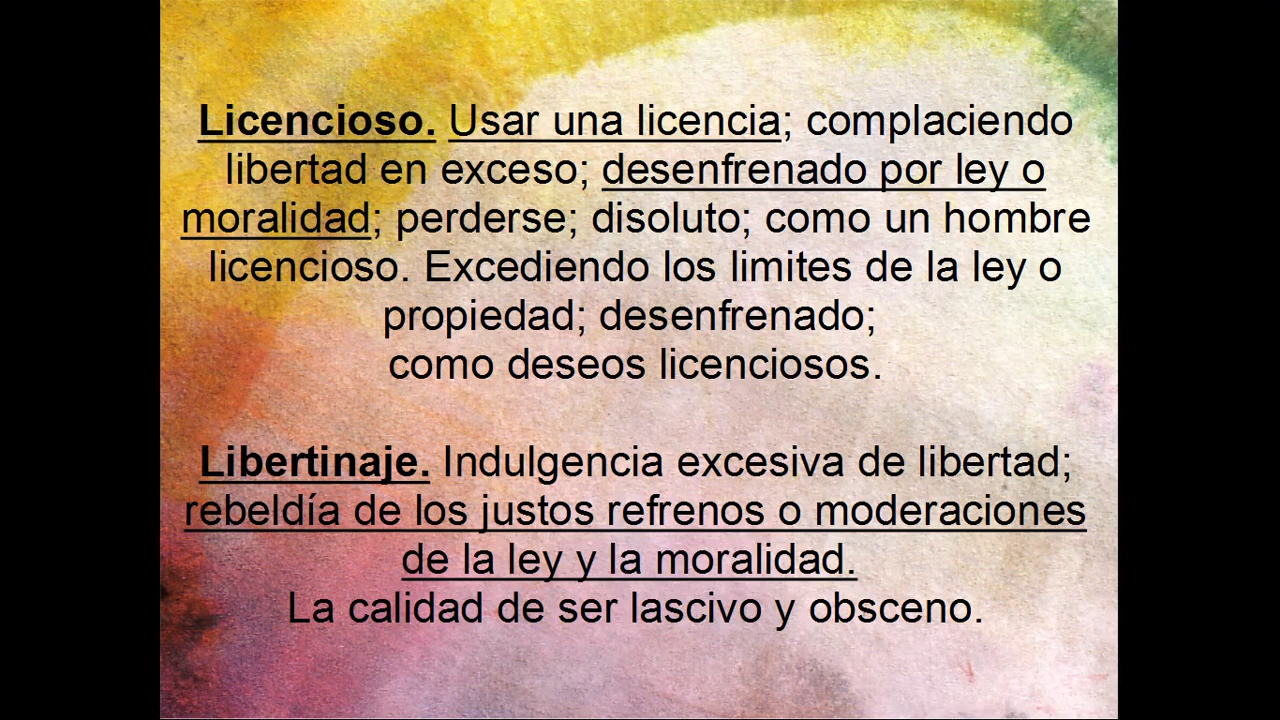 Licencioso. Usar una licencia; complaciendo
libertad en exceso; desenfrenado por ley o
moralidad; perderse; disoluto; como un hombre
licencioso. Excediendo los limites de la ley o
propiedad; desenfrenado;
como deseos licenciosos.
Libertinaje. Indulgencia excesiva de libertad;
rebeldía de los justos refrenos o moderaciones
de la ley y la moralidad.
La calidad de ser lascivo y obsceno.